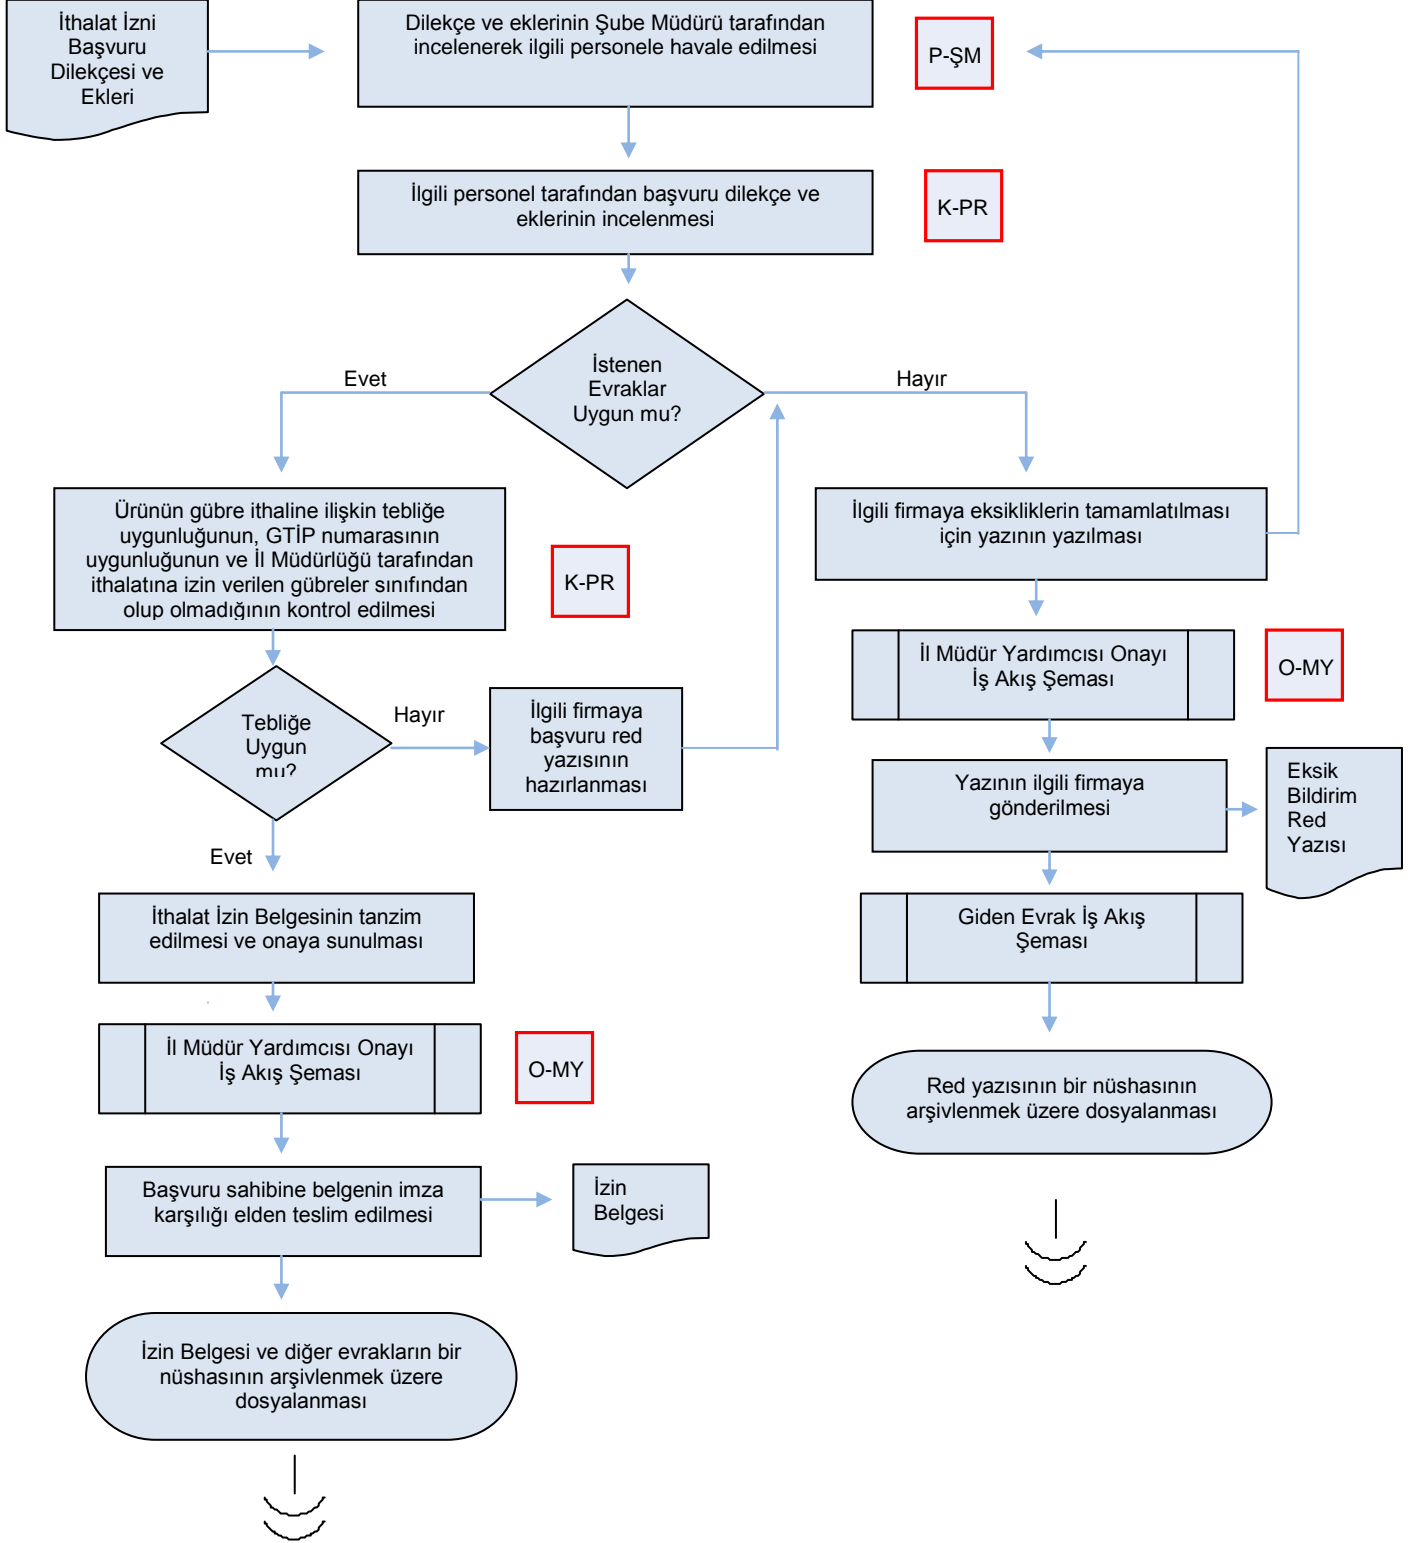 İthalat İzni
Başvuru
Dilekçesi ve
Ekleri
Dilekçe ve eklerinin Şube Müdürü tarafından
incelenerek ilgili personele havale edilmesi
P-ŞM
İlgili personel tarafından başvuru dilekçe ve
eklerinin incelenmesi
K-PR
İstenen
Evraklar
Uygun mu?
Evet
Hayır
Ürünün gübre ithaline ilişkin tebliğe
uygunluğunun, GTİP numarasının
uygunluğunun ve İl Müdürlüğü tarafından
ithalatına izin verilen gübreler sınıfından
olup olmadığının kontrol edilmesi
K-PR
İlgili firmaya eksikliklerin tamamlatılması
için yazının yazılması
İl Müdür Yardımcısı Onayı
İş Akış Şeması
O-MY
Tebliğe
Uygun
mu?
Hayır
İlgili firmaya
başvuru red
yazısının
hazırlanması
Yazının ilgili firmaya
gönderilmesi
Eksik
Bildirim
Red
Yazısı
Evet
İthalat İzin Belgesinin tanzim
edilmesi ve onaya sunulması
Giden Evrak İş Akış
Şeması
İl Müdür Yardımcısı Onayı
İş Akış Şeması
O-MY
Red yazısının bir nüshasının
arşivlenmek üzere dosyalanması
Başvuru sahibine belgenin imza
karşılığı elden teslim edilmesi
İzin
Belgesi
İzin Belgesi ve diğer evrakların bir
nüshasının arşivlenmek üzere
dosyalanması